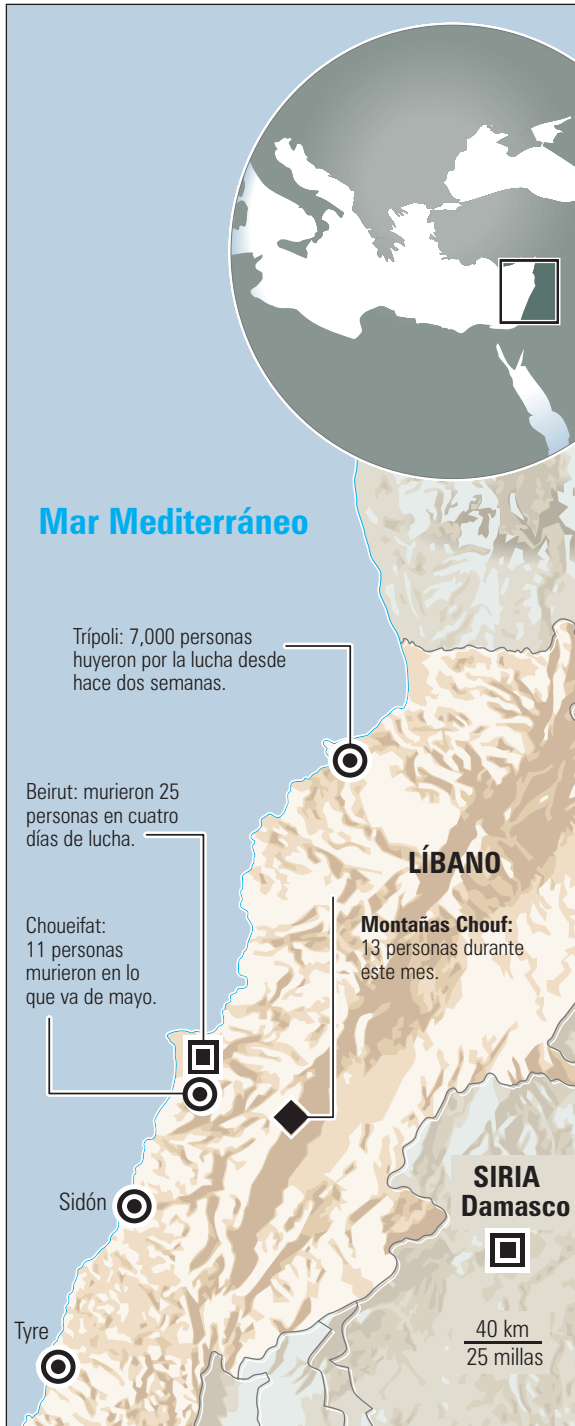 Mar Mediterráneo
Trípoli: 7,000 personas
huyeron por la lucha desde
hace dos semanas.
Beirut: murieron 25
personas en cuatro
días de lucha.
LÍBANO
Choueifat:
11 personas
murieron en lo
que va de mayo.
Montañas Chouf:
13 personas durante
este mes.
Sidón
SIRIA
Damasco
Tyre
40 km
25 millas